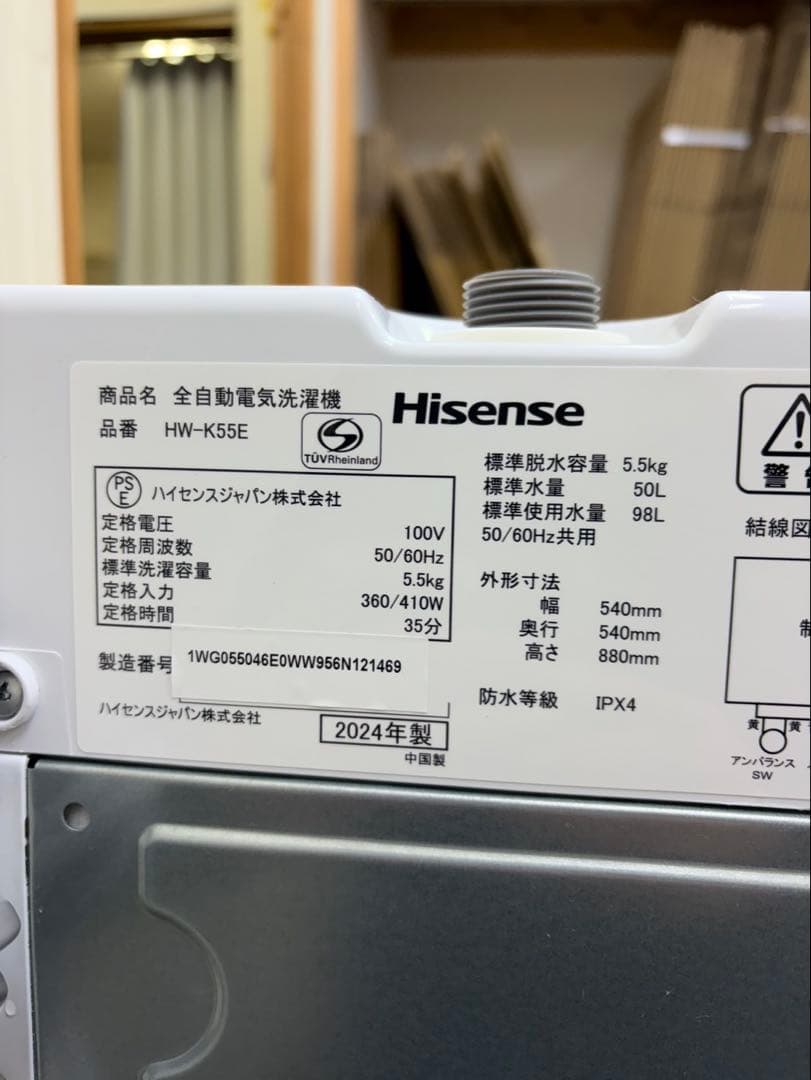 商品名 全自動電気洗濯機
品番 HW-K55E
TÜVRheinland
Hisense
PS
E
ハイセンスジャパン株式会社
定格電圧 100V
定格周波数 50/60Hz
標準洗濯容量 5.5kg
定格入力 360/410W
定格時間 35分
製造番号 1WG055046E0WW956N121469
ハイセンスジャパン株式会社
2024年製
中国製
標準脱水容量 5.5kg
標準水量 50L
標準使用水量 98L
50/60Hz共用
外形寸法
幅 540mm
奥行 540mm
高さ 880mm
防水等級 IPX4
警告
結線図
制
黄 黄
アンバランス
SW